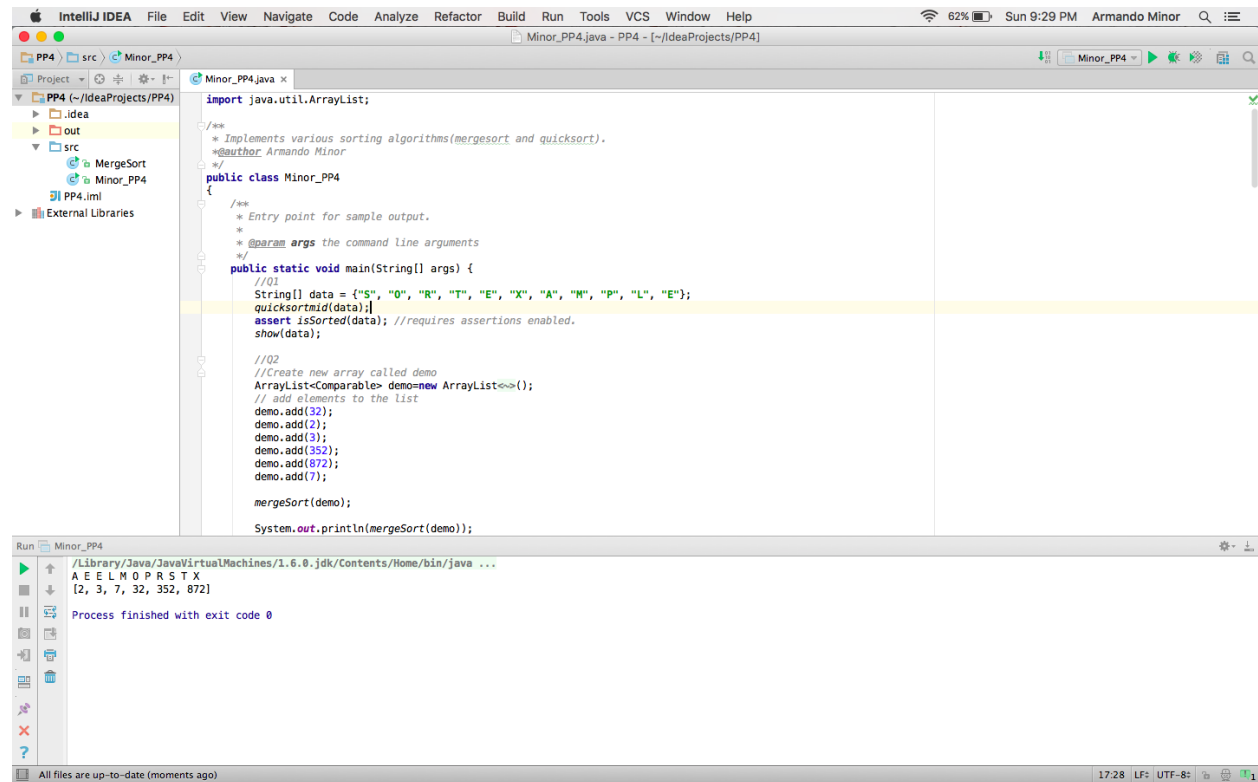 IntelliJ IDEA File Edit View Navigate Code Analyze Refactor Build Run Tools VCS Window Help 62% Sun 9:29 PM Armando Minor
Minor_PP4.java - PP4 - [~/IdeaProjects/PP4]
PP4 src Minor_PP4 Minor_PP4
Project Minor_PP4.java ×
PP4 (~/IdeaProjects/PP4)
.idea
out
src
MergeSort
Minor_PP4
PP4.iml
External Libraries
import java.util.ArrayList;
/**
* Implements various sorting algorithms(mergesort and quicksort).
*@author Armando Minor
*/
public class Minor_PP4
{
/**
* Entry point for sample output.
*
* @param args the command line arguments
*/
public static void main(String[] args) {
//Q1
String[] data = {"S", "O", "R", "T", "E", "X", "A", "M", "P", "L", "E"};
quicksortmid(data);
assert isSorted(data); //requires assertions enabled.
show(data);
//Q2
//Create new array called demo
ArrayList<Comparable> demo=new ArrayList<~>();
// add elements to the list
demo.add(32);
demo.add(2);
demo.add(3);
demo.add(352);
demo.add(872);
demo.add(7);
mergeSort(demo);
System.out.println(mergeSort(demo));
Run Minor_PP4
/Library/Java/JavaVirtualMachines/1.6.0.jdk/Contents/Home/bin/java ...
A E E L M O P R S T X
[2, 3, 7, 32, 352, 872]
Process finished with exit code 0
All files are up-to-date (moments ago) 17:28 LF÷ UTF-8÷ 1